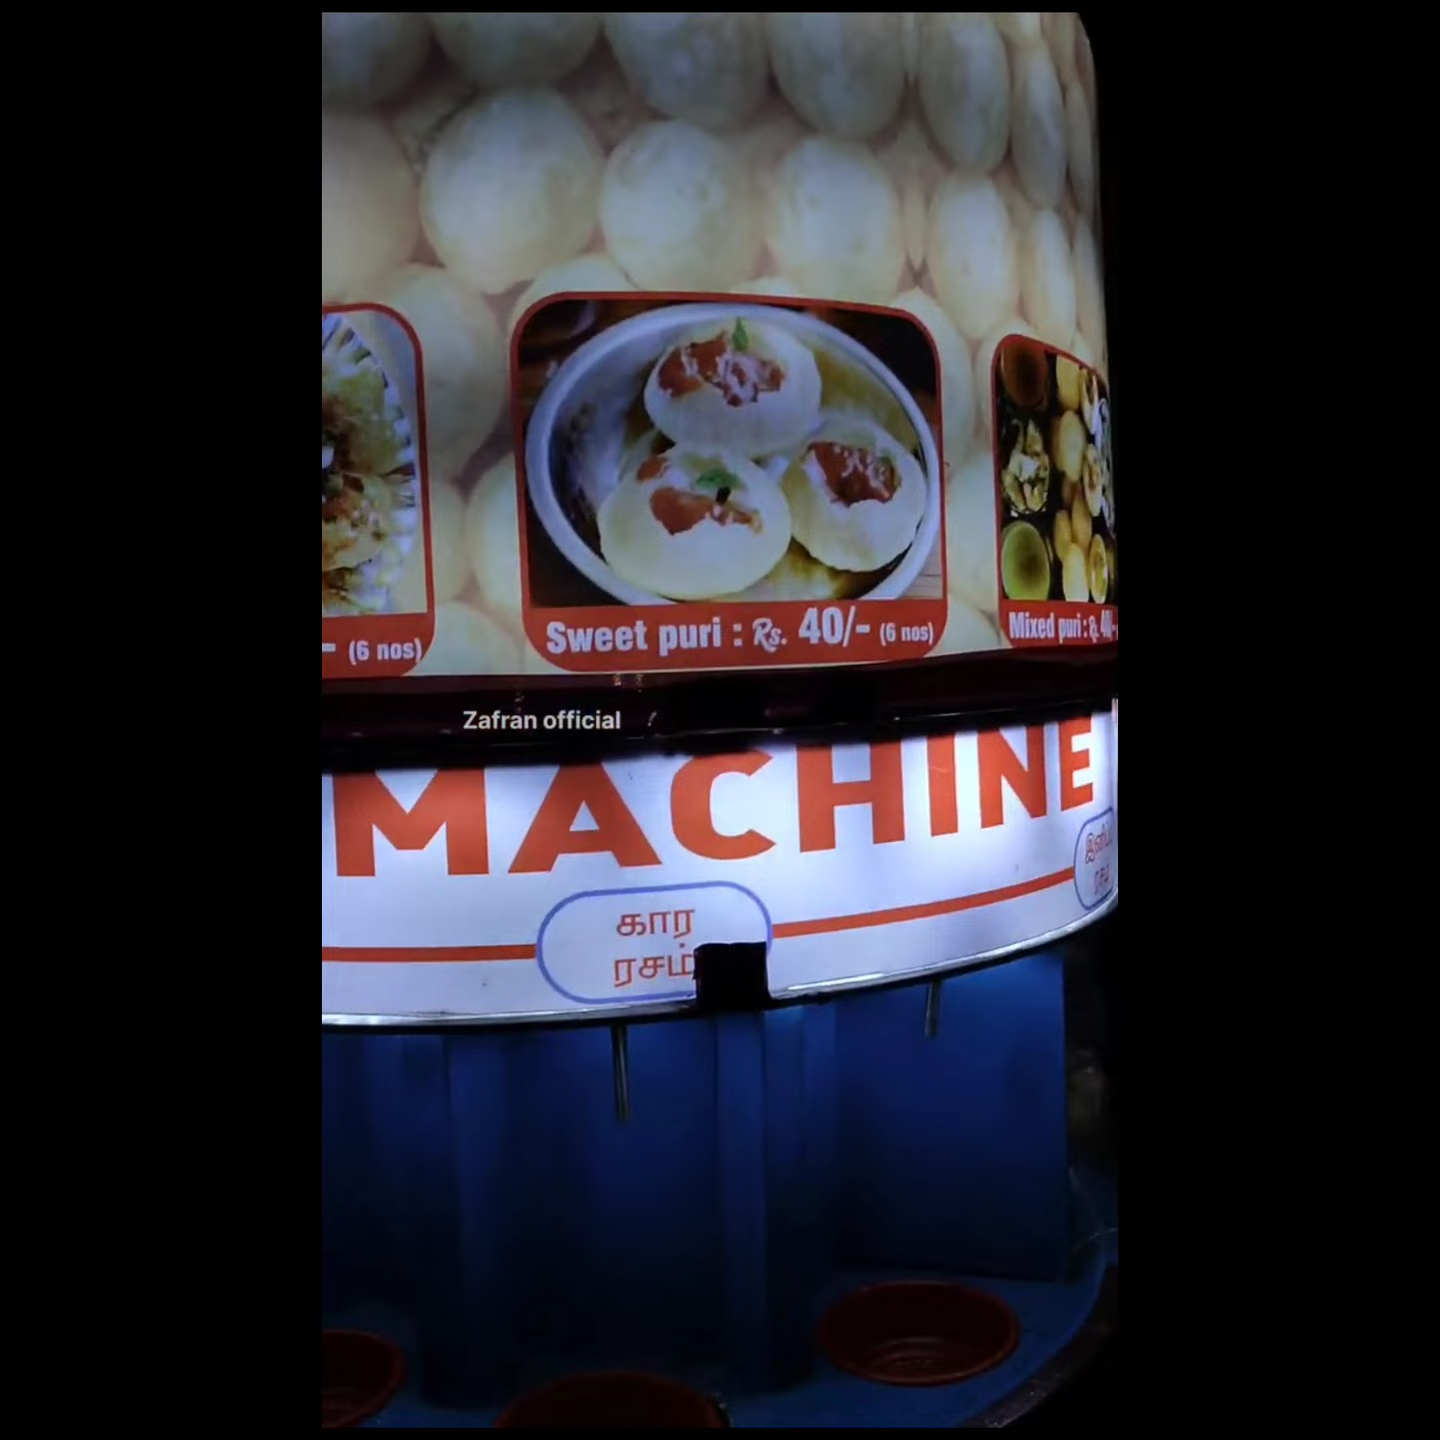 - (6 nos)
Sweet puri : Rs. 40/- (6 nos)
Mixed puri :
Zafran official
MACHINE
கார
ரசம்